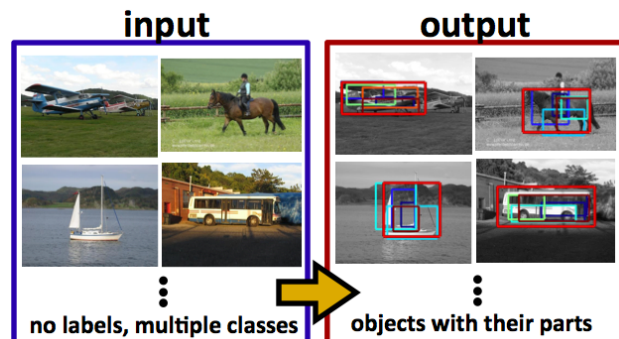 input
output
no labels, multiple classes
objects with their parts